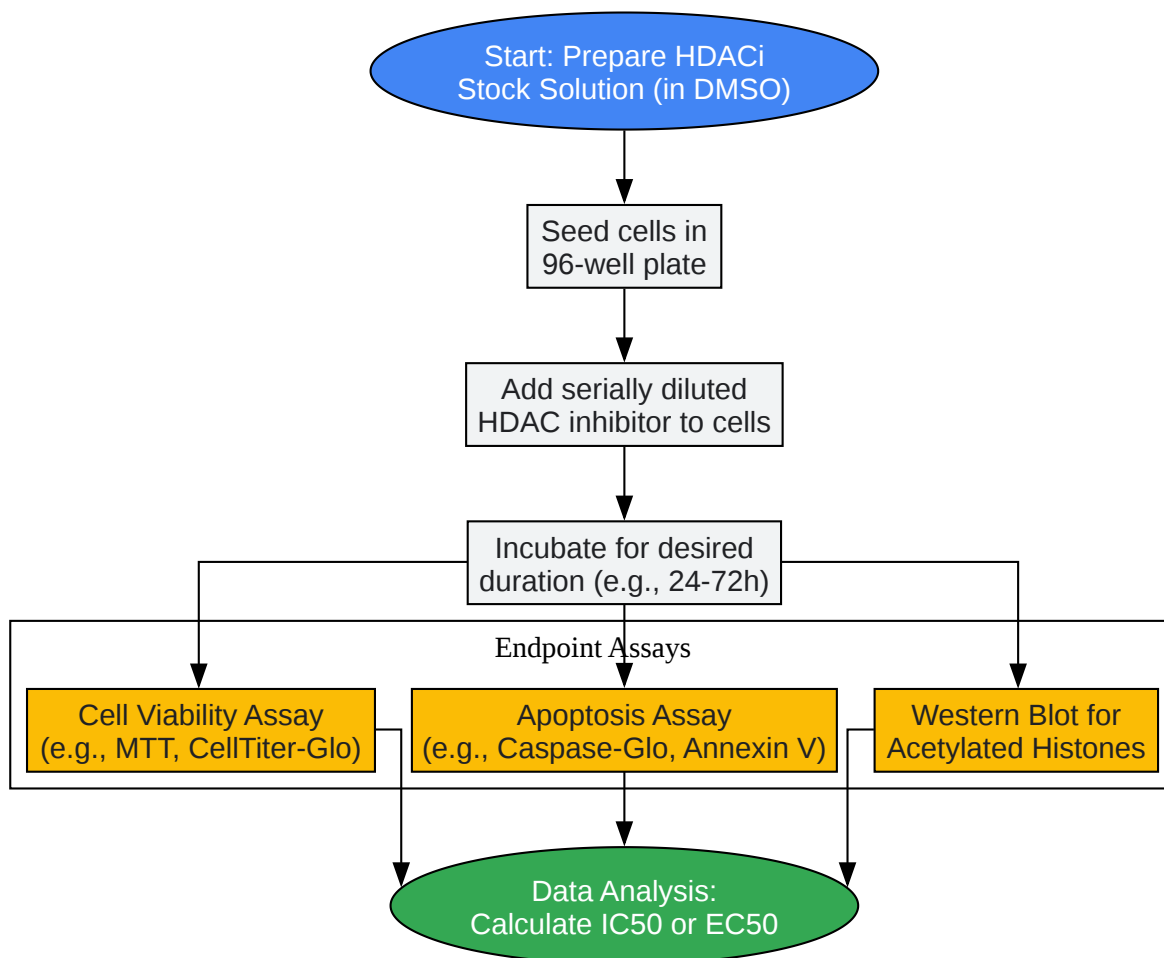 Start: Prepare HDACi
Stock Solution (in DMSO)
Seed cells in
96-well plate
Add serially diluted
HDAC inhibitor to cells
Incubate for desired
duration (e.g., 24-72h)
Endpoint Assays
Cell Viability Assay
(e.g., MTT, CellTiter-Glo)
Apoptosis Assay
(e.g., Caspase-Glo, Annexin V)
Western Blot for
Acetylated Histones
Data Analysis:
Calculate IC50 or EC50